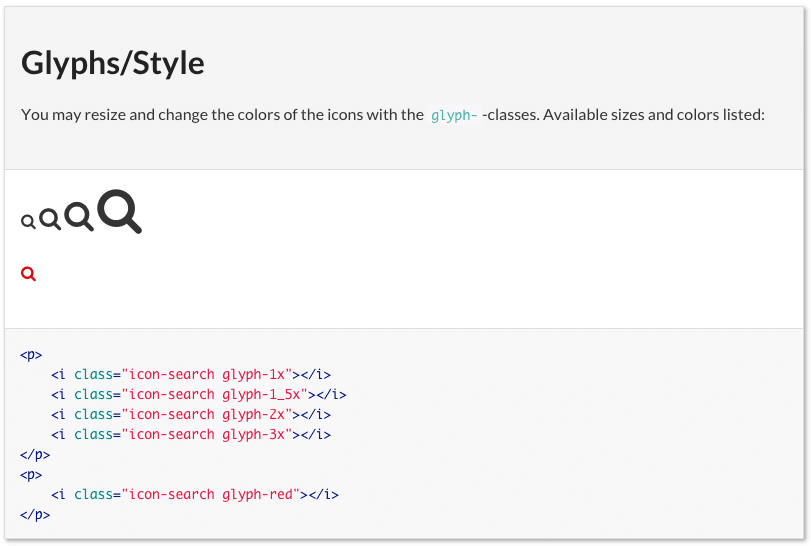 Glyphs/Style
You may resize and change the colors of the icons with the glyph- -classes. Available sizes and colors listed:
<p>
    <i class="icon-search glyph-1x"></i>
    <i class="icon-search glyph-1_5x"></i>
    <i class="icon-search glyph-2x"></i>
    <i class="icon-search glyph-3x"></i>
</p>
<p>
    <i class="icon-search glyph-red"></i>
</p>